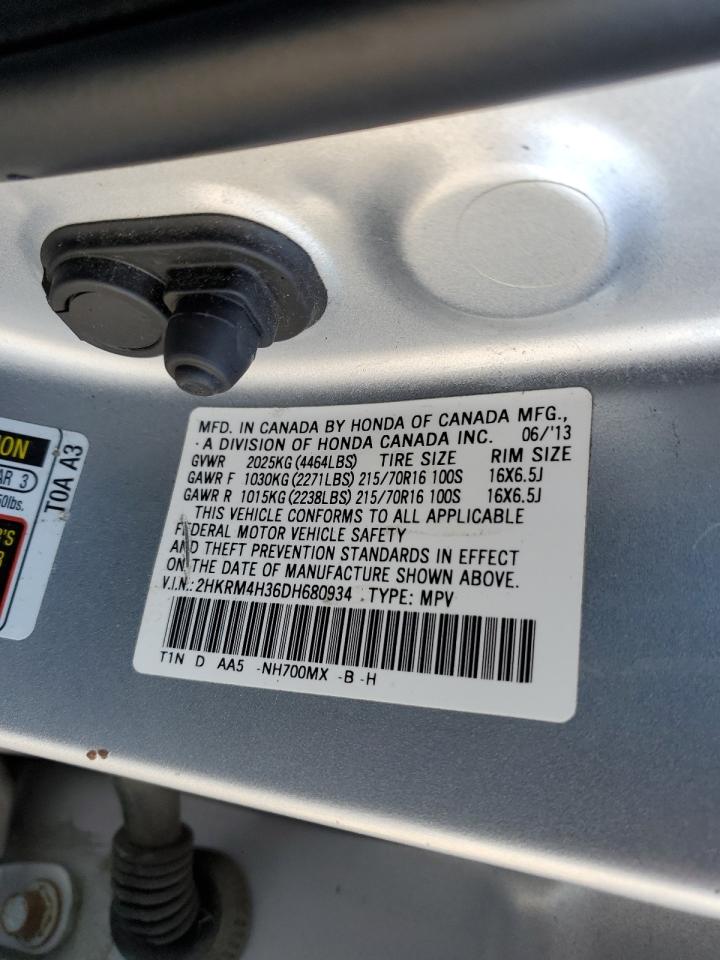 MFD. IN CANADA BY HONDA OF CANADA MFG.,
A DIVISION OF HONDA CANADA INC. 06/'13
GVWR 2025KG (4464LBS) TIRE SIZE RIM SIZE
GAWR F 1030KG (2271LBS) 215/70R16 100S 16X6.5J
GAWR R 1015KG (2238LBS) 215/70R16 100S 16X6.5J
THIS VEHICLE CONFORMS TO ALL APPLICABLE
FEDERAL MOTOR VEHICLE SAFETY
AND THEFT PREVENTION STANDARDS IN EFFECT
ON THE DATE OF MANUFACTURE SHOWN ABOVE.
V.I.N.: 2HKRM4H36DH680934 TYPE: MPV
T1N D AA5 -NH700MX -B -H
T0A A3